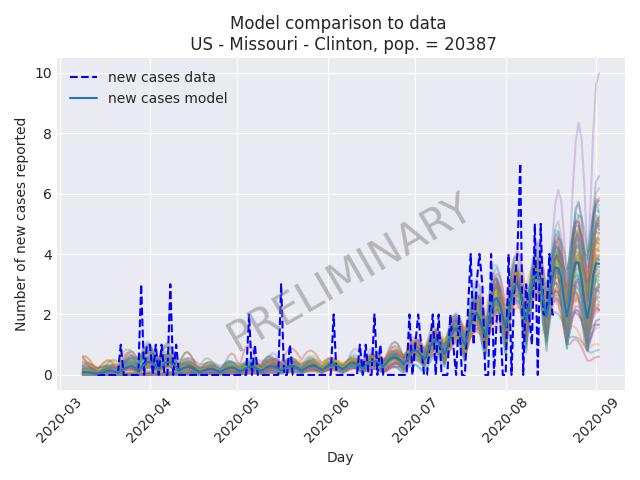 Model comparison to data
US - Missouri - Clinton, pop. = 20387
new cases data
new cases model
PRELIMINARY
Number of new cases reported
10
8
6
4
2
0
2020-03
2020-04
2020-05
2020-06
2020-07
2020-08
2020-09
Day